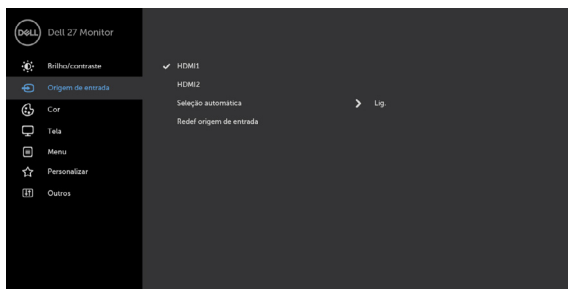 DELL Dell 27 Monitor
Brilho/contraste
Origem de entrada
Cor
Tela
Menu
Personalizar
Outros
HDMI1
HDMI2
Seleção automática Lig.
Redef origem de entrada